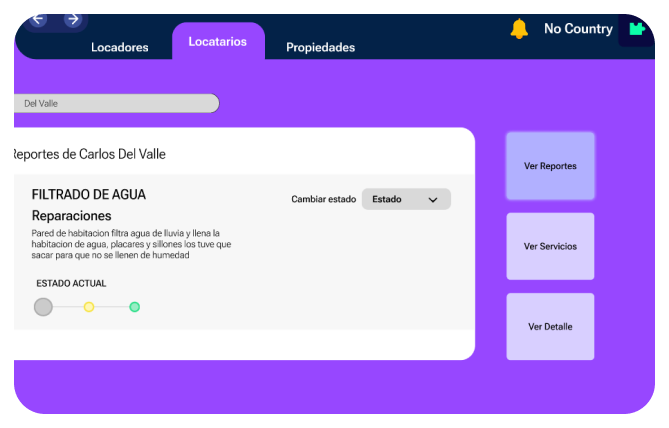 No Country
Locadores
Locatarios
Propiedades
Del Valle
Reportes de Carlos Del Valle
Ver Reportes
FILTRADO DE AGUA
Cambiar estado
Estado
Reparaciones
Pared de habitacion filtra agua de lluvia y llena la
habitacion de agua, placares y sillones los tuve que
sacar para que no se llenen de humedad
Ver Servicios
ESTADO ACTUAL
Ver Detalle